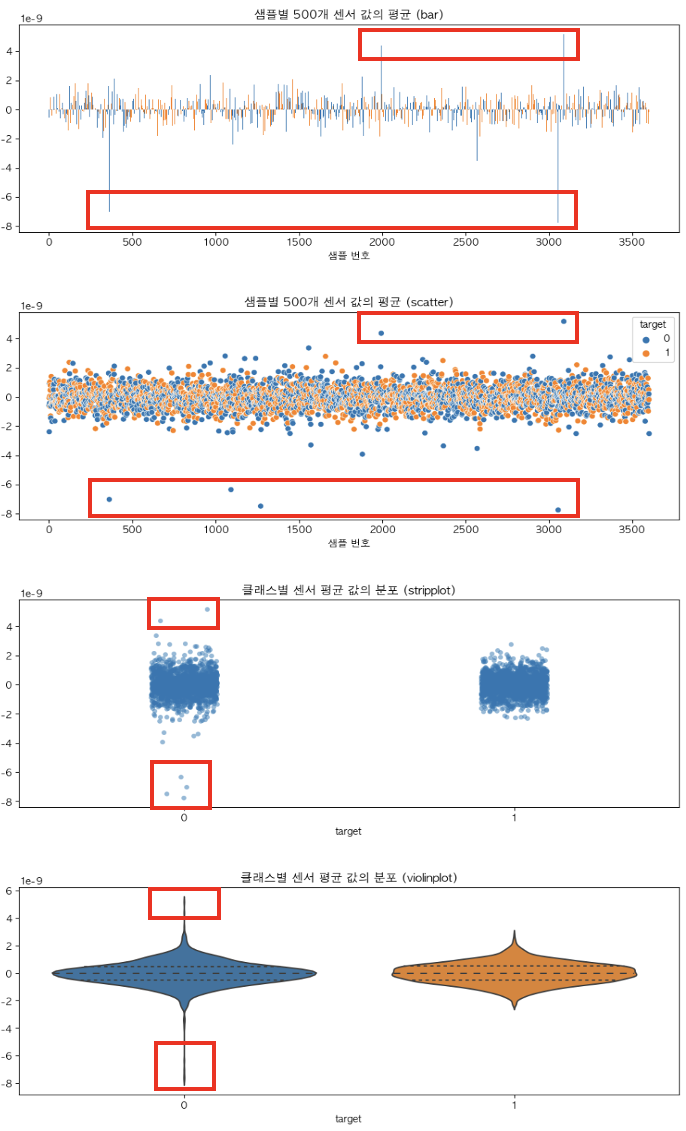 샘플별 500개 센서 값의 평균 (bar)
1e-9
4
2
0
-2
-4
-6
-8
0 500 1000 1500 2000 2500 3000 3500
샘플 번호
샘플별 500개 센서 값의 평균 (scatter)
1e-9
target
0
1
4
2
0
-2
-4
-6
-8
0 500 1000 1500 2000 2500 3000 3500
샘플 번호
클래스별 센서 평균 값의 분포 (stripplot)
1e-9
4
2
0
-2
-4
-6
-8
0 1
target
클래스별 센서 평균 값의 분포 (violinplot)
1e-9
6
4
2
0
-2
-4
-6
-8
0 1
target